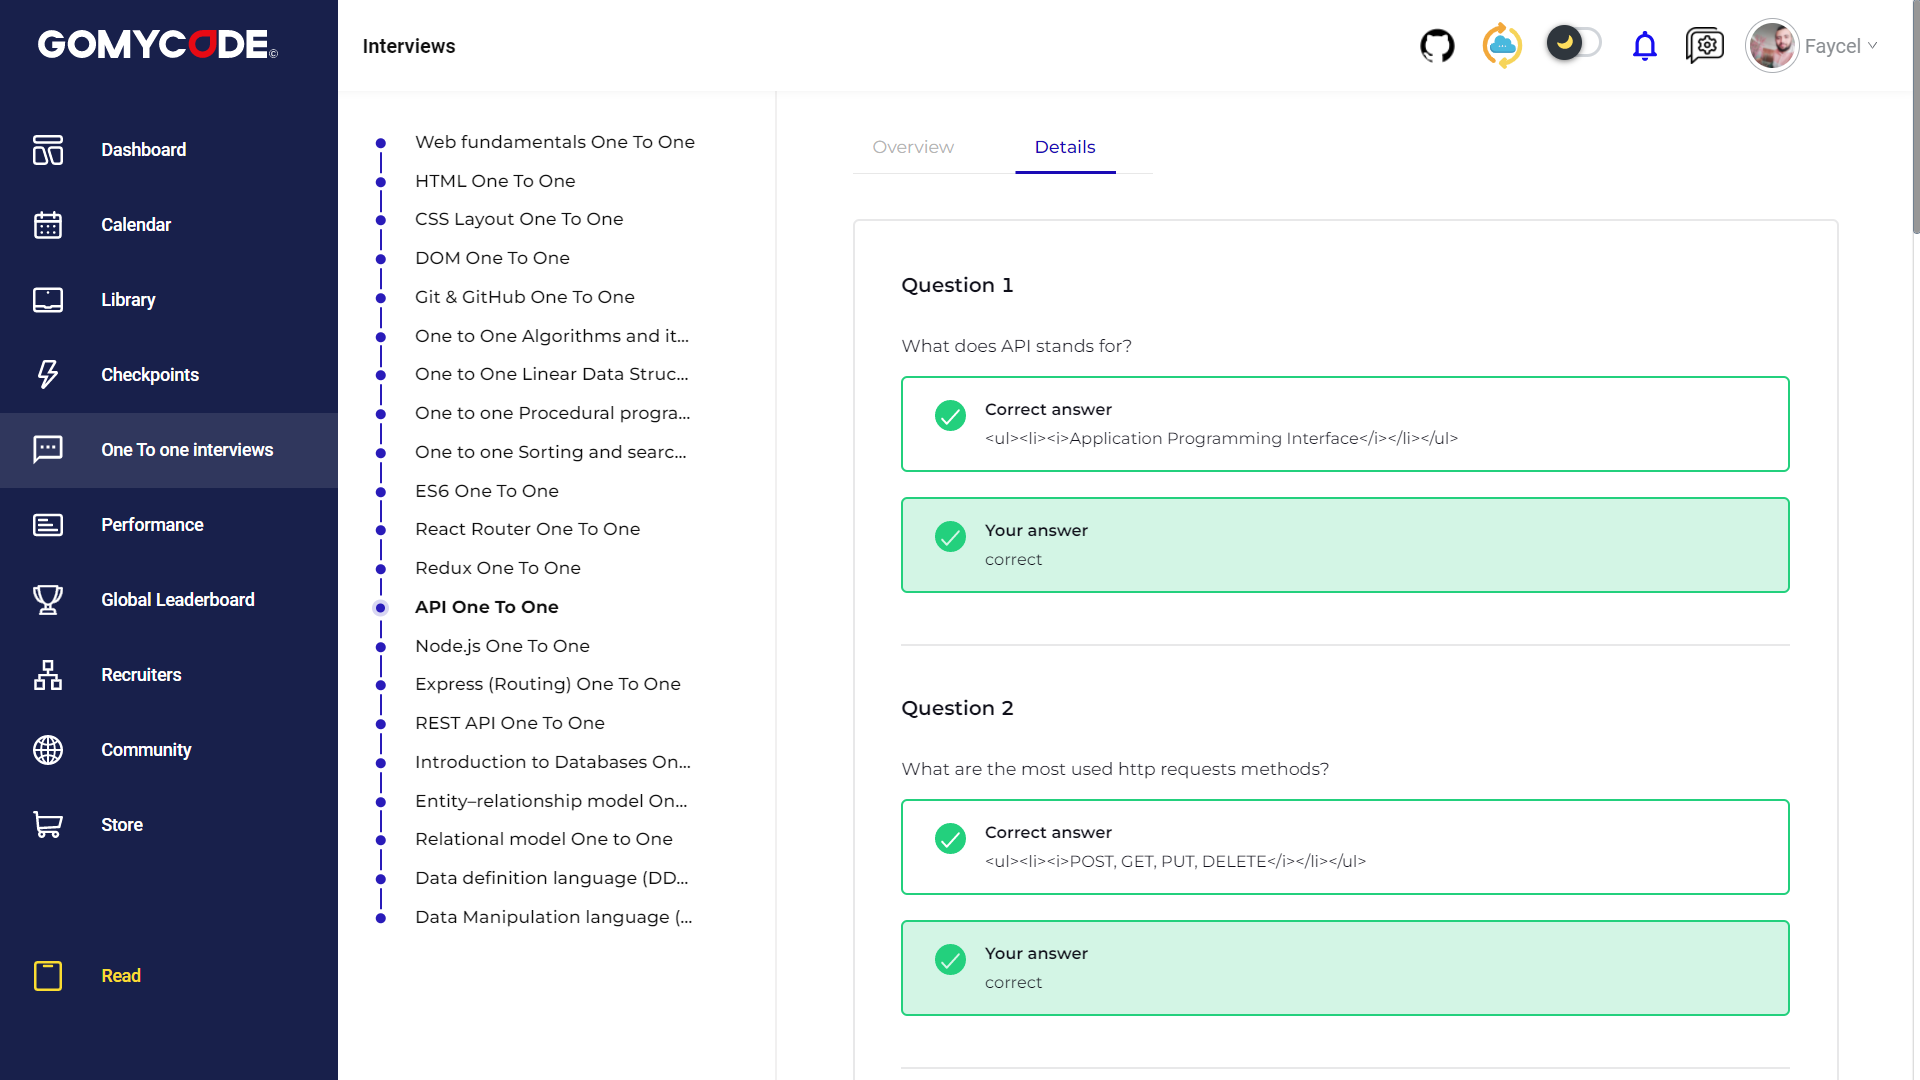 GOMYCODE©
Interviews
Faycel
Dashboard
Calendar
Library
Checkpoints
One To one interviews
Performance
Global Leaderboard
Recruiters
Community
Store
Read
Web fundamentals One To One
HTML One To One
CSS Layout One To One
DOM One To One
Git & GitHub One To One
One to One Algorithms and it...
One to One Linear Data Struc...
One to one Procedural progra...
One to one Sorting and searc...
ES6 One To One
React Router One To One
Redux One To One
API One To One
Node.js One To One
Express (Routing) One To One
REST API One To One
Introduction to Databases On...
Entity–relationship model On...
Relational model One to One
Data definition language (DD...
Data Manipulation language (...
Overview
Details
Question 1
What does API stands for?
Correct answer
<ul><li><i>Application Programming Interface</i></li></ul>
Your answer
correct
Question 2
What are the most used http requests methods?
Correct answer
<ul><li><i>POST, GET, PUT, DELETE</i></li></ul>
Your answer
correct